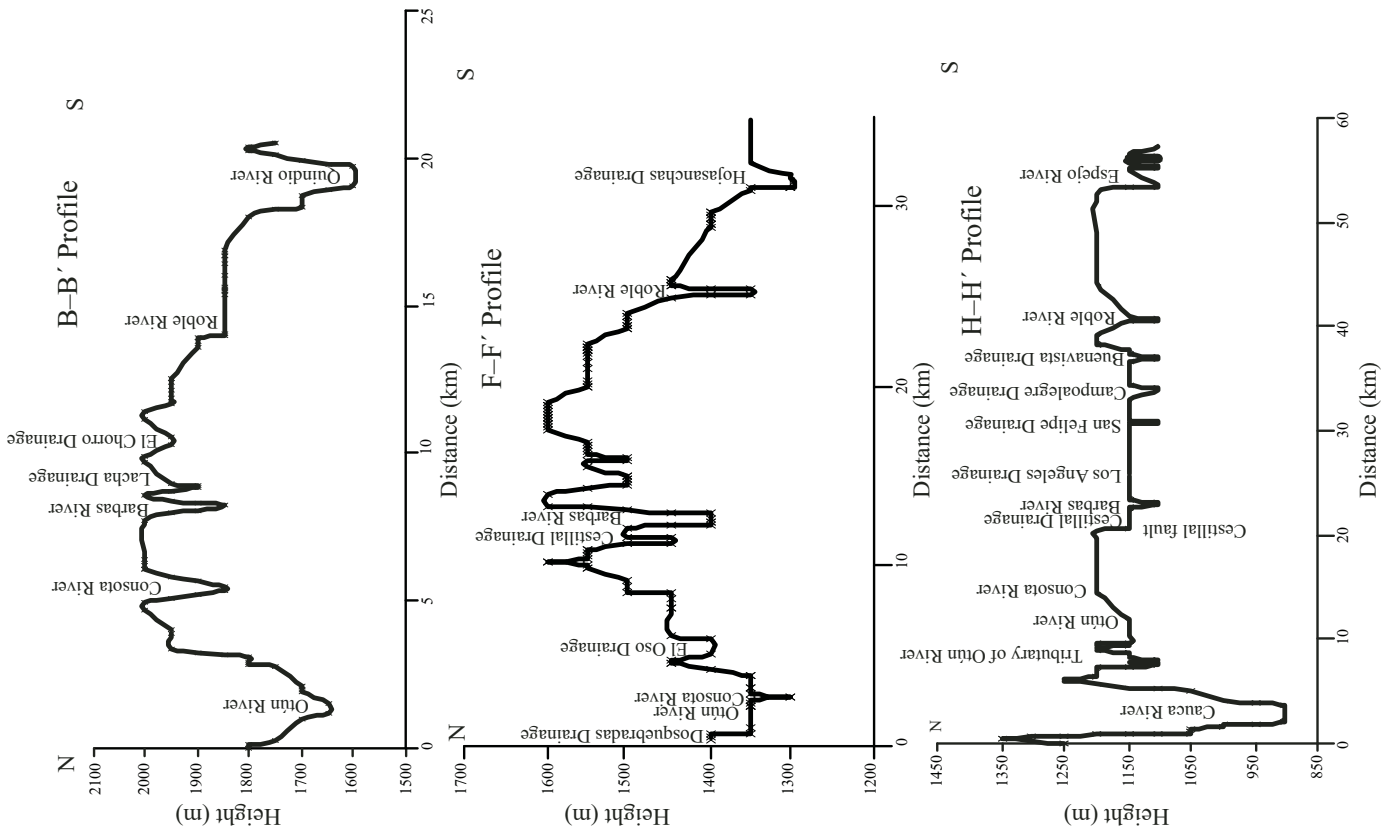 B–B´ Profile
N
S
Height (m)
2100
2000
1900
1800
1700
1600
1500
Otún River
Consota River
Barbas River
Lacha Drainage
El Chorro Drainage
Roble River
Quindío River
0
5
10
15
20
25
Distance (km)
F–F´ Profile
N
S
Height (m)
1700
1600
1500
1400
1300
1200
Dosquebradas Drainage
Otún River
Consota River
El Oso Drainage
Cestillal Drainage
Barbas River
Roble River
Hojasanchas Drainage
0
10
20
30
Distance (km)
H–H´ Profile
N
S
Height (m)
1450
1350
1250
1150
1050
950
850
Cauca River
Tributary of Otún River
Otún River
Consota River
Cestillal fault
Cestillal Drainage
Barbas River
Los Angeles Drainage
San Felipe Drainage
Campoalegre Drainage
Buenavista Drainage
Roble River
Espejo River
0
10
20
30
40
50
60
Distance (km)